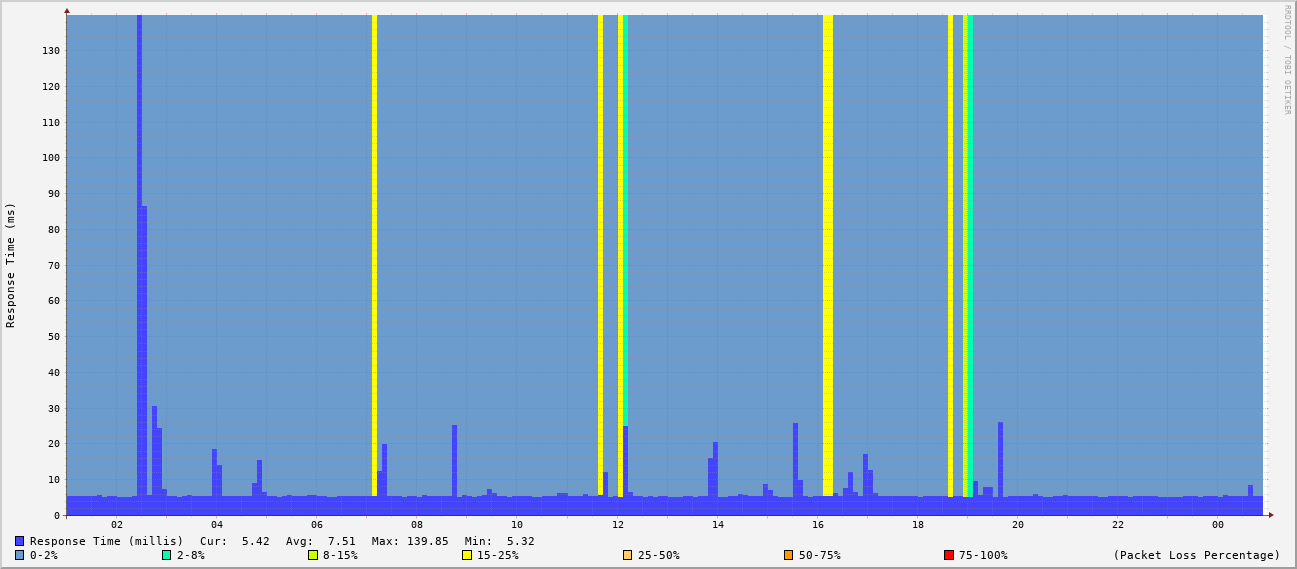 RRDTOOL / TOBI OETIKER
Response Time (ms)
130
120
110
100
90
80
70
60
50
40
30
20
10
0
02 04 06 08 10 12 14 16 18 20 22 00
Response Time (millis) Cur: 5.42 Avg: 7.51 Max: 139.85 Min: 5.32
0-2% 2-8% 8-15% 15-25% 25-50% 50-75% 75-100% (Packet Loss Percentage)